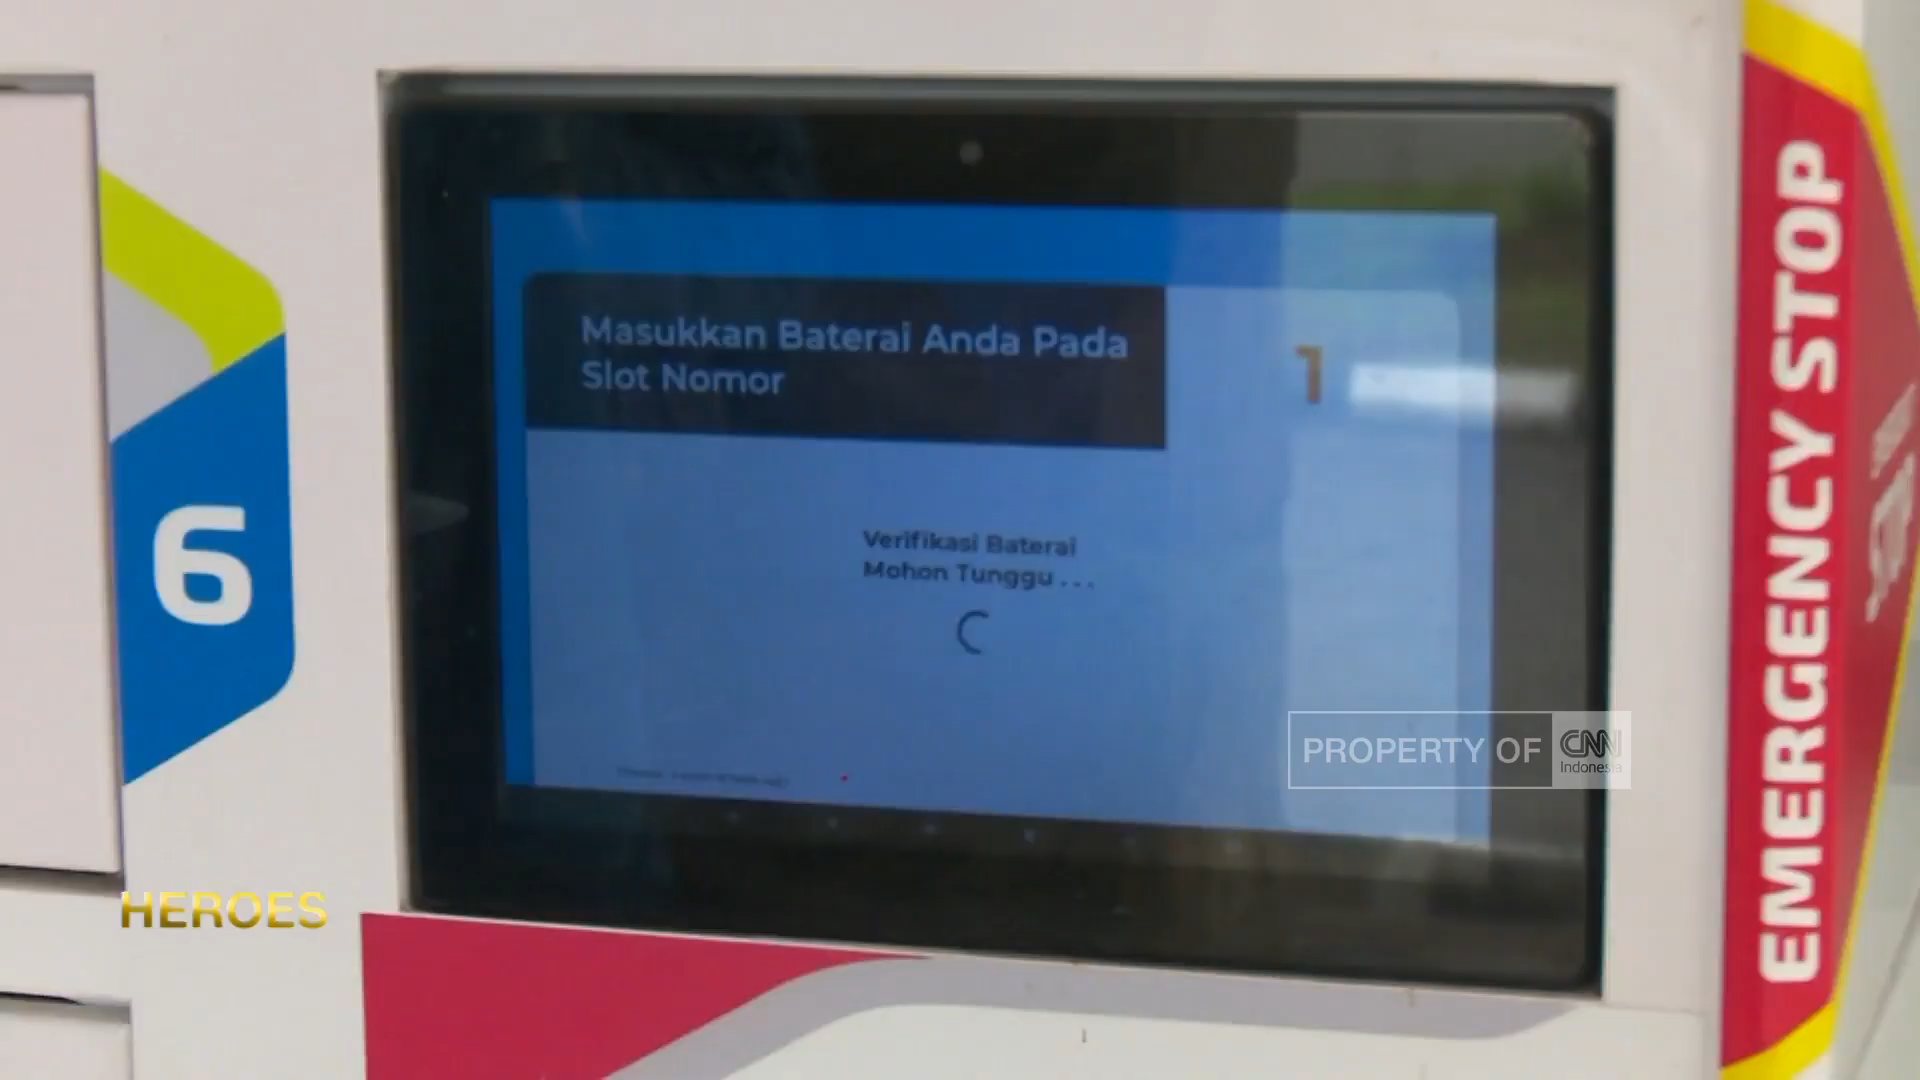 Masukkan Baterai Anda Pada
Slot Nomor
1
Verifikasi Baterai
Mohon Tunggu . . .
6
EMERGENCY STOP
PROPERTY OF CNN
Indonesia
HEROES